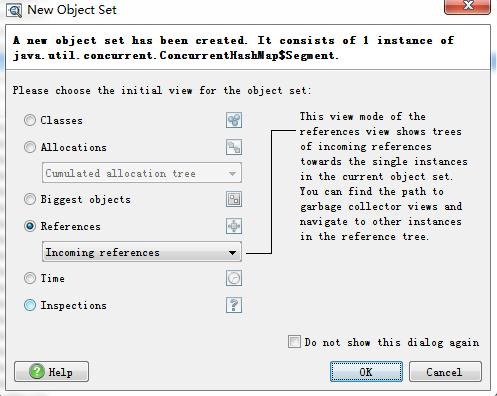 New Object Set
A new object set has been created. It consists of 1 instance of
java.util.concurrent.ConcurrentHashMap$Segment.
Please choose the initial view for the object set:
Classes
Allocations
Cumulated allocation tree
Biggest objects
References
Incoming references
Time
Inspections
?
This view mode of the
references view shows trees
of incoming references
towards the single instances
in the current object set.
You can find the path to
garbage collector views and
navigate to other instances
in the reference tree.
Do not show this dialog again
? Help
OK
Cancel